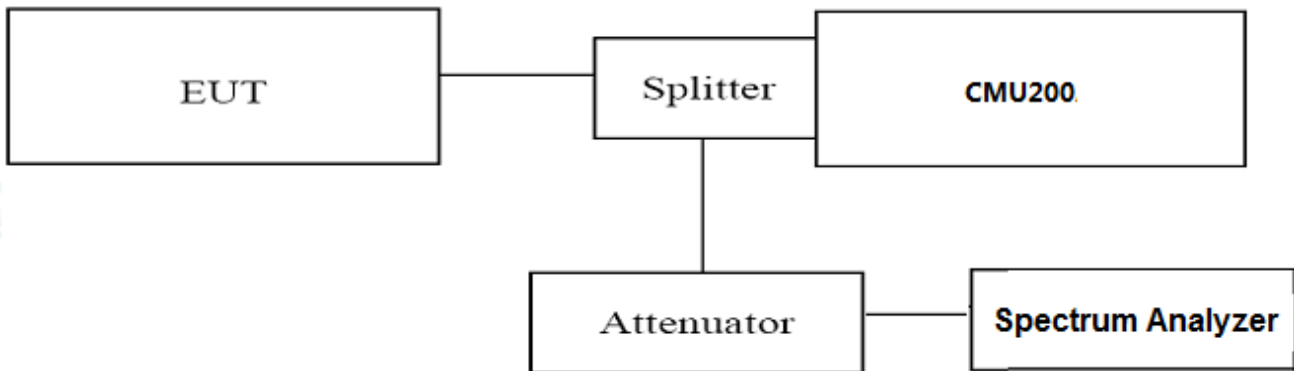 EUT
Splitter
CMU200.
Attenuator
Spectrum Analyzer